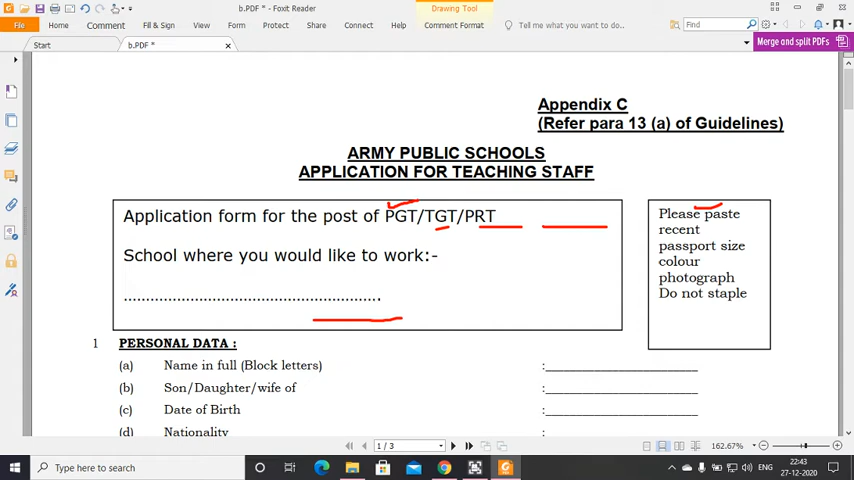 b.PDF * - Foxit Reader
Drawing Tool
File
Home
Comment
Fill & Sign
View
Form
Protect
Share
Connect
Help
Comment Format
Tell me what you want to do...
Find
Start
b.PDF *
Merge and split PDFs
Appendix C
(Refer para 13 (a) of Guidelines)
ARMY PUBLIC SCHOOLS
APPLICATION FOR TEACHING STAFF
Application form for the post of PGT/TGT/PRT
School where you would like to work:-
..........................................................
Please paste
recent
passport size
colour
photograph
Do not staple
1 PERSONAL DATA :
(a) Name in full (Block letters) :____________________
(b) Son/Daughter/wife of :____________________
(c) Date of Birth :____________________
(d) Nationality :
1 / 3
162.67%
Type here to search
ENG
22:43
27-12-2020